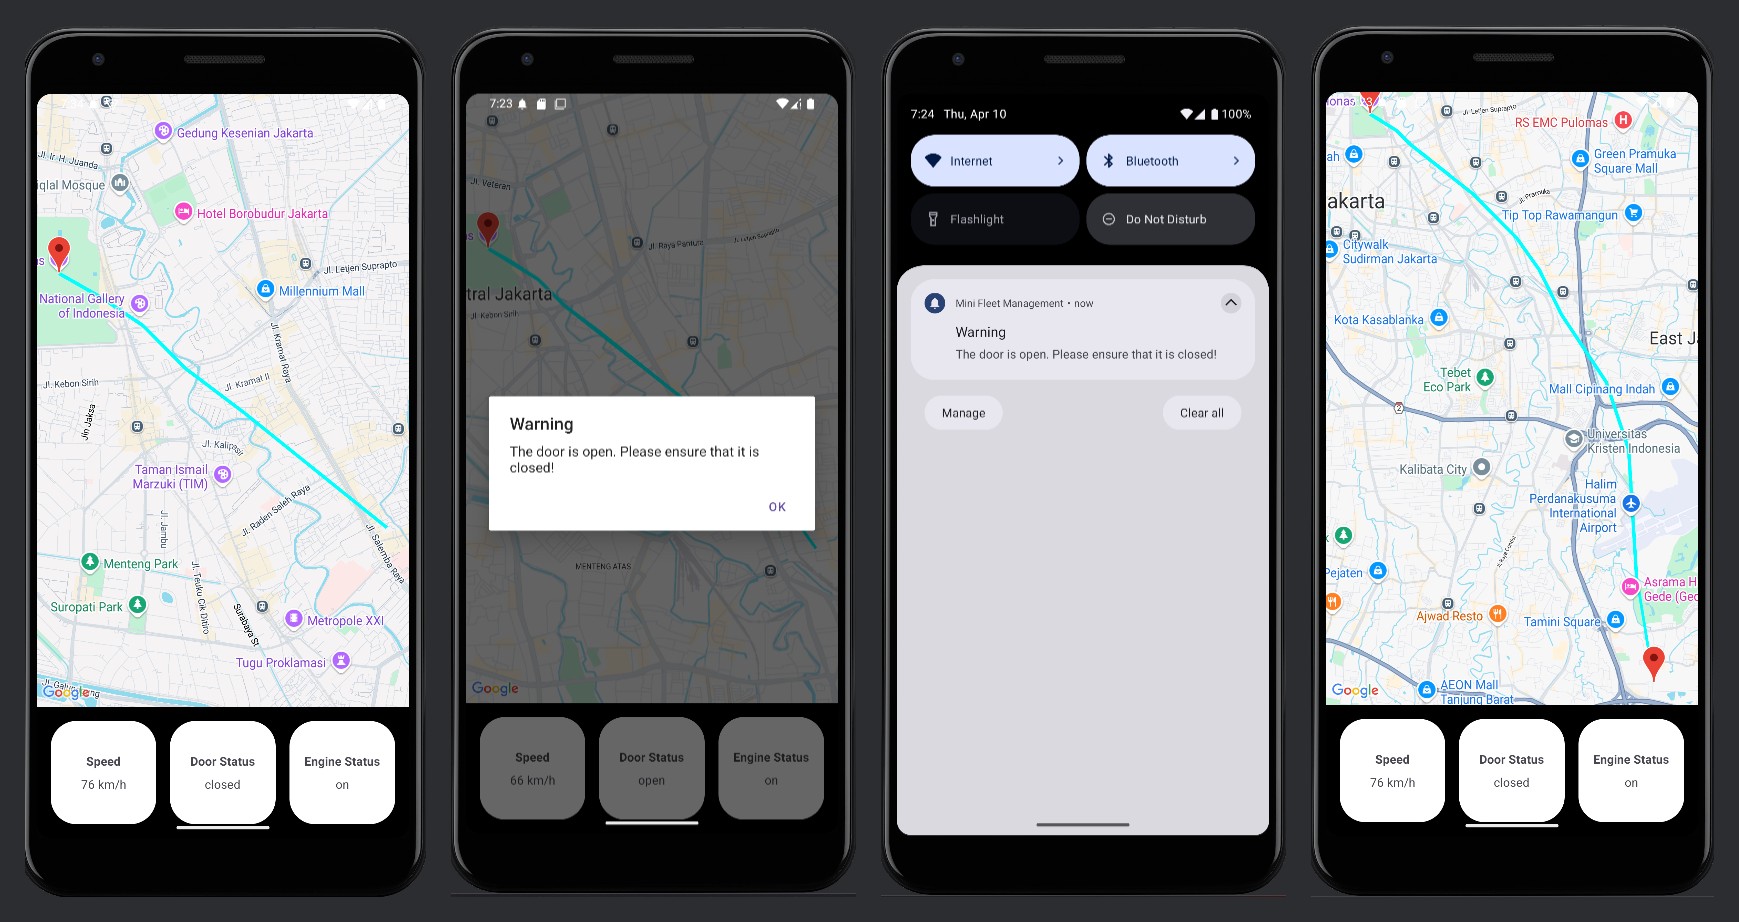 Gedung Kesenian Jakarta
Jl. Ir H. Juanda
iqlal Mosque
Hotel Borobudur Jakarta
Jl. Letjen Suprapto
as
National Gallery
of Indonesia
Millennium Mall
Jl. Kramat Raya
Jl. Kebon Sirih
Jl. Kramat II
Jln Jaksa
Jl. Kalipasir
Taman Ismail
Marzuki (TIM)
Jl. Raden Saleh Raya
Jl. Jambu
Jl. Salemba Raya
Menteng Park
Jl. Teuku Cik Ditiro
Suropati Park
Surabaya St
Metropole XXI
Tugu Proklamasi
Google
Speed
76 km/h
Door Status
closed
Engine Status
on
7:23
Jl. Veteran
Jl. Letjen Suprapto
s
tral Jakarta
Jl. Kebon Sirih
Warning
The door is open. Please ensure that it is
closed!
OK
MENTENG ATAS
Google
Speed
66 km/h
Door Status
open
Engine Status
on
7:24 Thu, Apr 10
100%
Internet
Bluetooth
Flashlight
Do Not Disturb
Mini Fleet Management • now
Warning
The door is open. Please ensure that it is closed!
Manage
Clear all
onas
Jl. Letjen Suprapto
RS EMC Pulomas
H
ah
Green Pramuka
Square Mall
Jl. Pramuka
akarta
Tip Top Rawamangun
Citywalk
Sudirman Jakarta
Kota Kasablanka
East Ja
Tebet
Eco Park
Mall Cipinang Indah
2
Universitas
Kristen Indonesia
Kalibata City
Halim
Perdanakusuma
International
Airport
k
Pejaten
Asrama H
Gede (Ged
Ajwad Resto
Tamini Square
AEON Mall
Tanjung Barat
Google
Speed
76 km/h
Door Status
closed
Engine Status
on